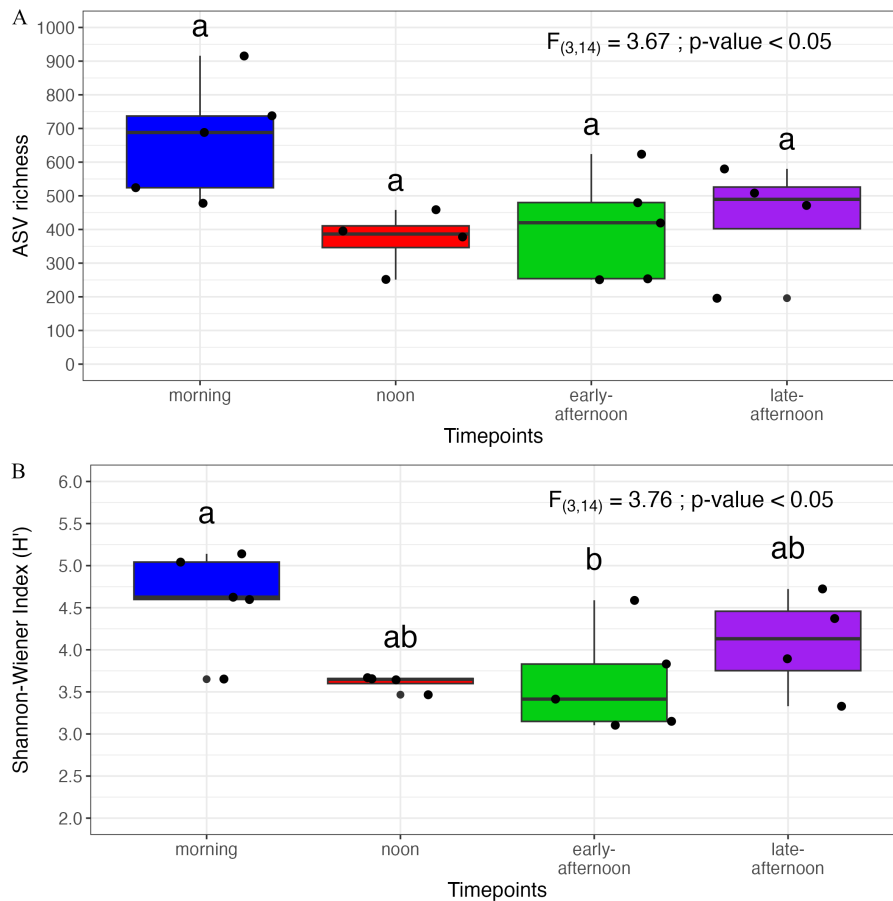 A
1000
900
800
700
600
500
400
300
200
100
0
ASV richness
F(3,14) = 3.67 ; p-value < 0.05
a
a
a
a
morning
noon
early-
afternoon
late-
afternoon
Timepoints
B
6.0
5.5
5.0
4.5
4.0
3.5
3.0
2.5
2.0
Shannon-Wiener Index (H')
F(3,14) = 3.76 ; p-value < 0.05
a
ab
b
ab
morning
noon
early-
afternoon
late-
afternoon
Timepoints